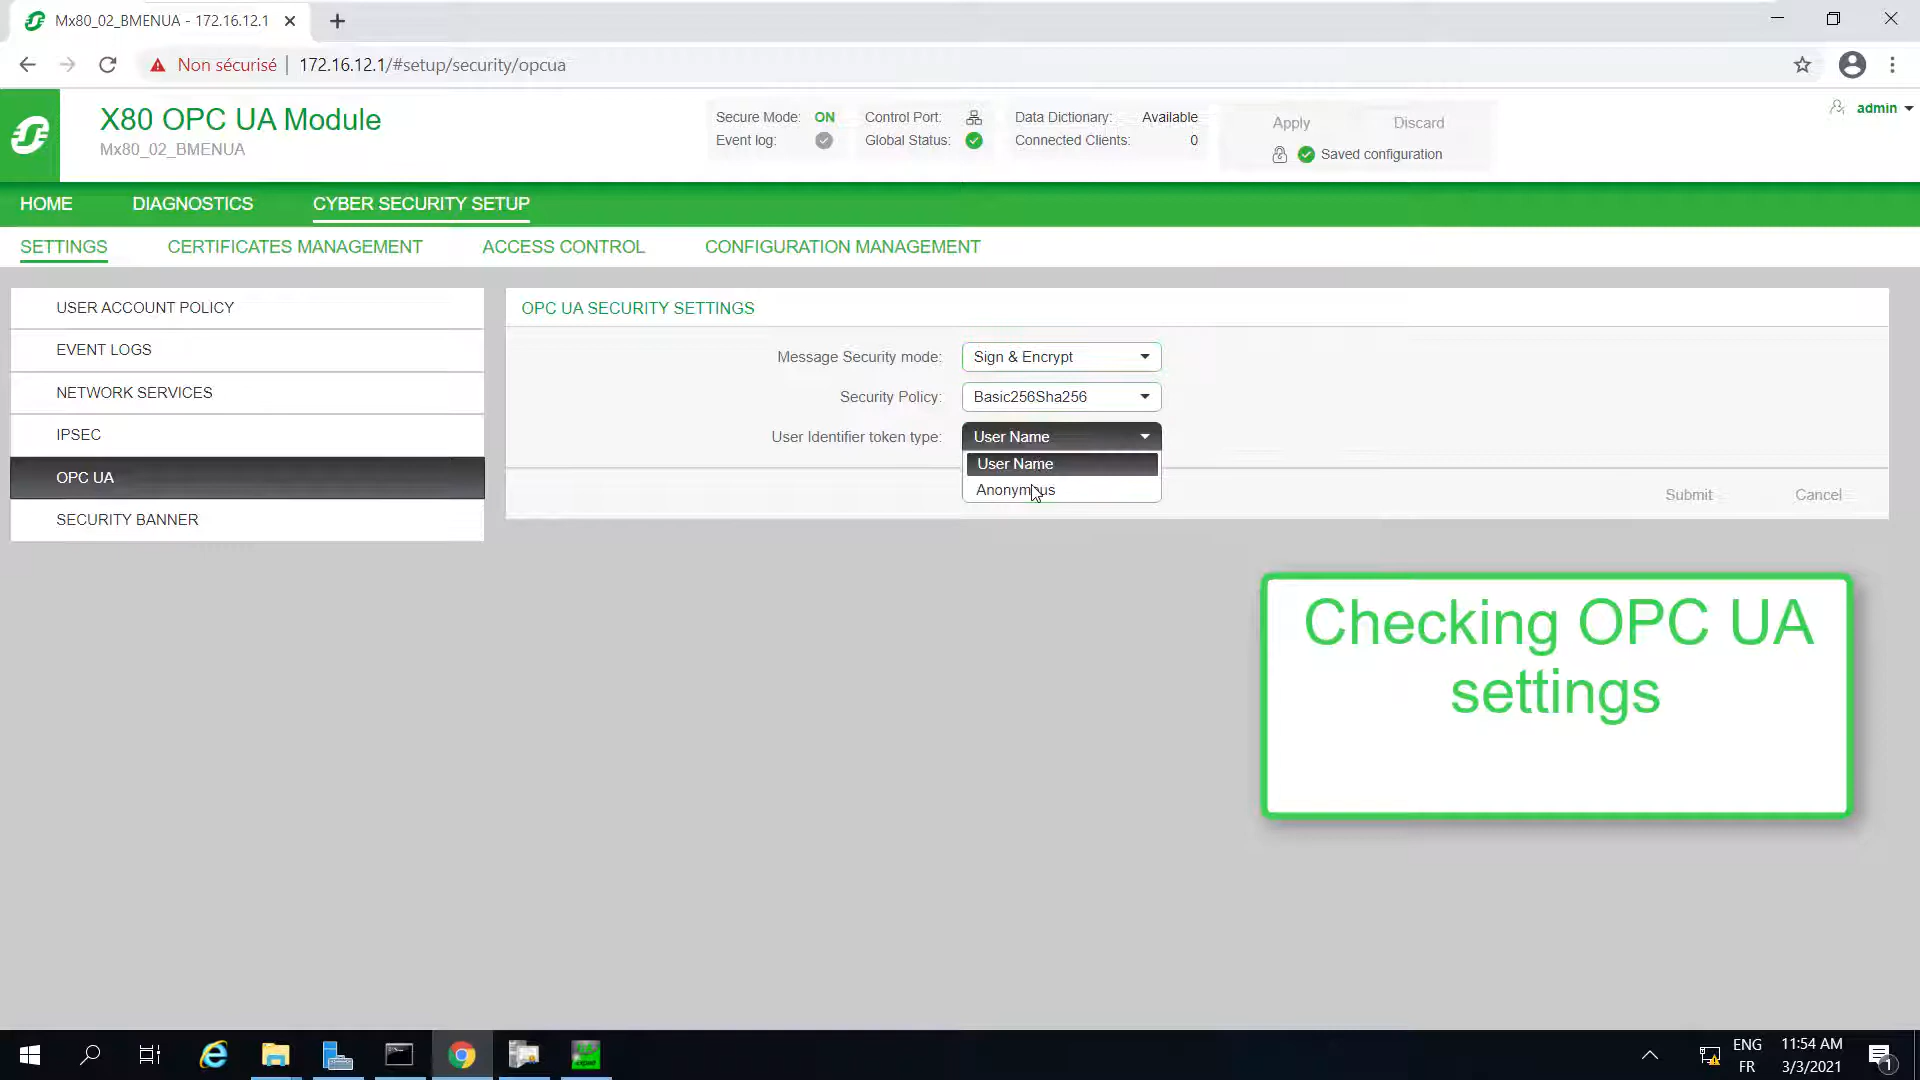 Mx80_02_BMENUA - 172.16.12.1
Non sécurisé | 172.16.12.1/#setup/security/opcua
X80 OPC UA Module
Mx80_02_BMENUA
Secure Mode: ON
Event log:
Control Port:
Global Status:
Data Dictionary: Available
Connected Clients: 0
Apply Discard
Saved configuration
admin
HOME DIAGNOSTICS CYBER SECURITY SETUP
SETTINGS CERTIFICATES MANAGEMENT ACCESS CONTROL CONFIGURATION MANAGEMENT
USER ACCOUNT POLICY
EVENT LOGS
NETWORK SERVICES
IPSEC
OPC UA
SECURITY BANNER
OPC UA SECURITY SETTINGS
Message Security mode: Sign & Encrypt
Security Policy: Basic256Sha256
User Identifier token type: User Name
User Name
Anonymous
Submit Cancel
Checking OPC UA
settings
ENG
FR
11:54 AM
3/3/2021
1